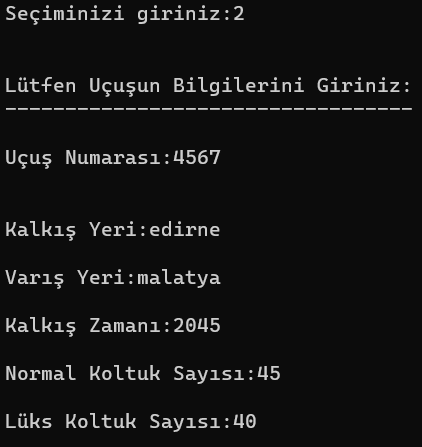 Seçiminizi giriniz:2
Lütfen Uçuşun Bilgilerini Giriniz:
----------------------------------
Uçuş Numarası:4567
Kalkış Yeri:edirne
Varış Yeri:malatya
Kalkış Zamanı:2045
Normal Koltuk Sayısı:45
Lüks Koltuk Sayısı:40